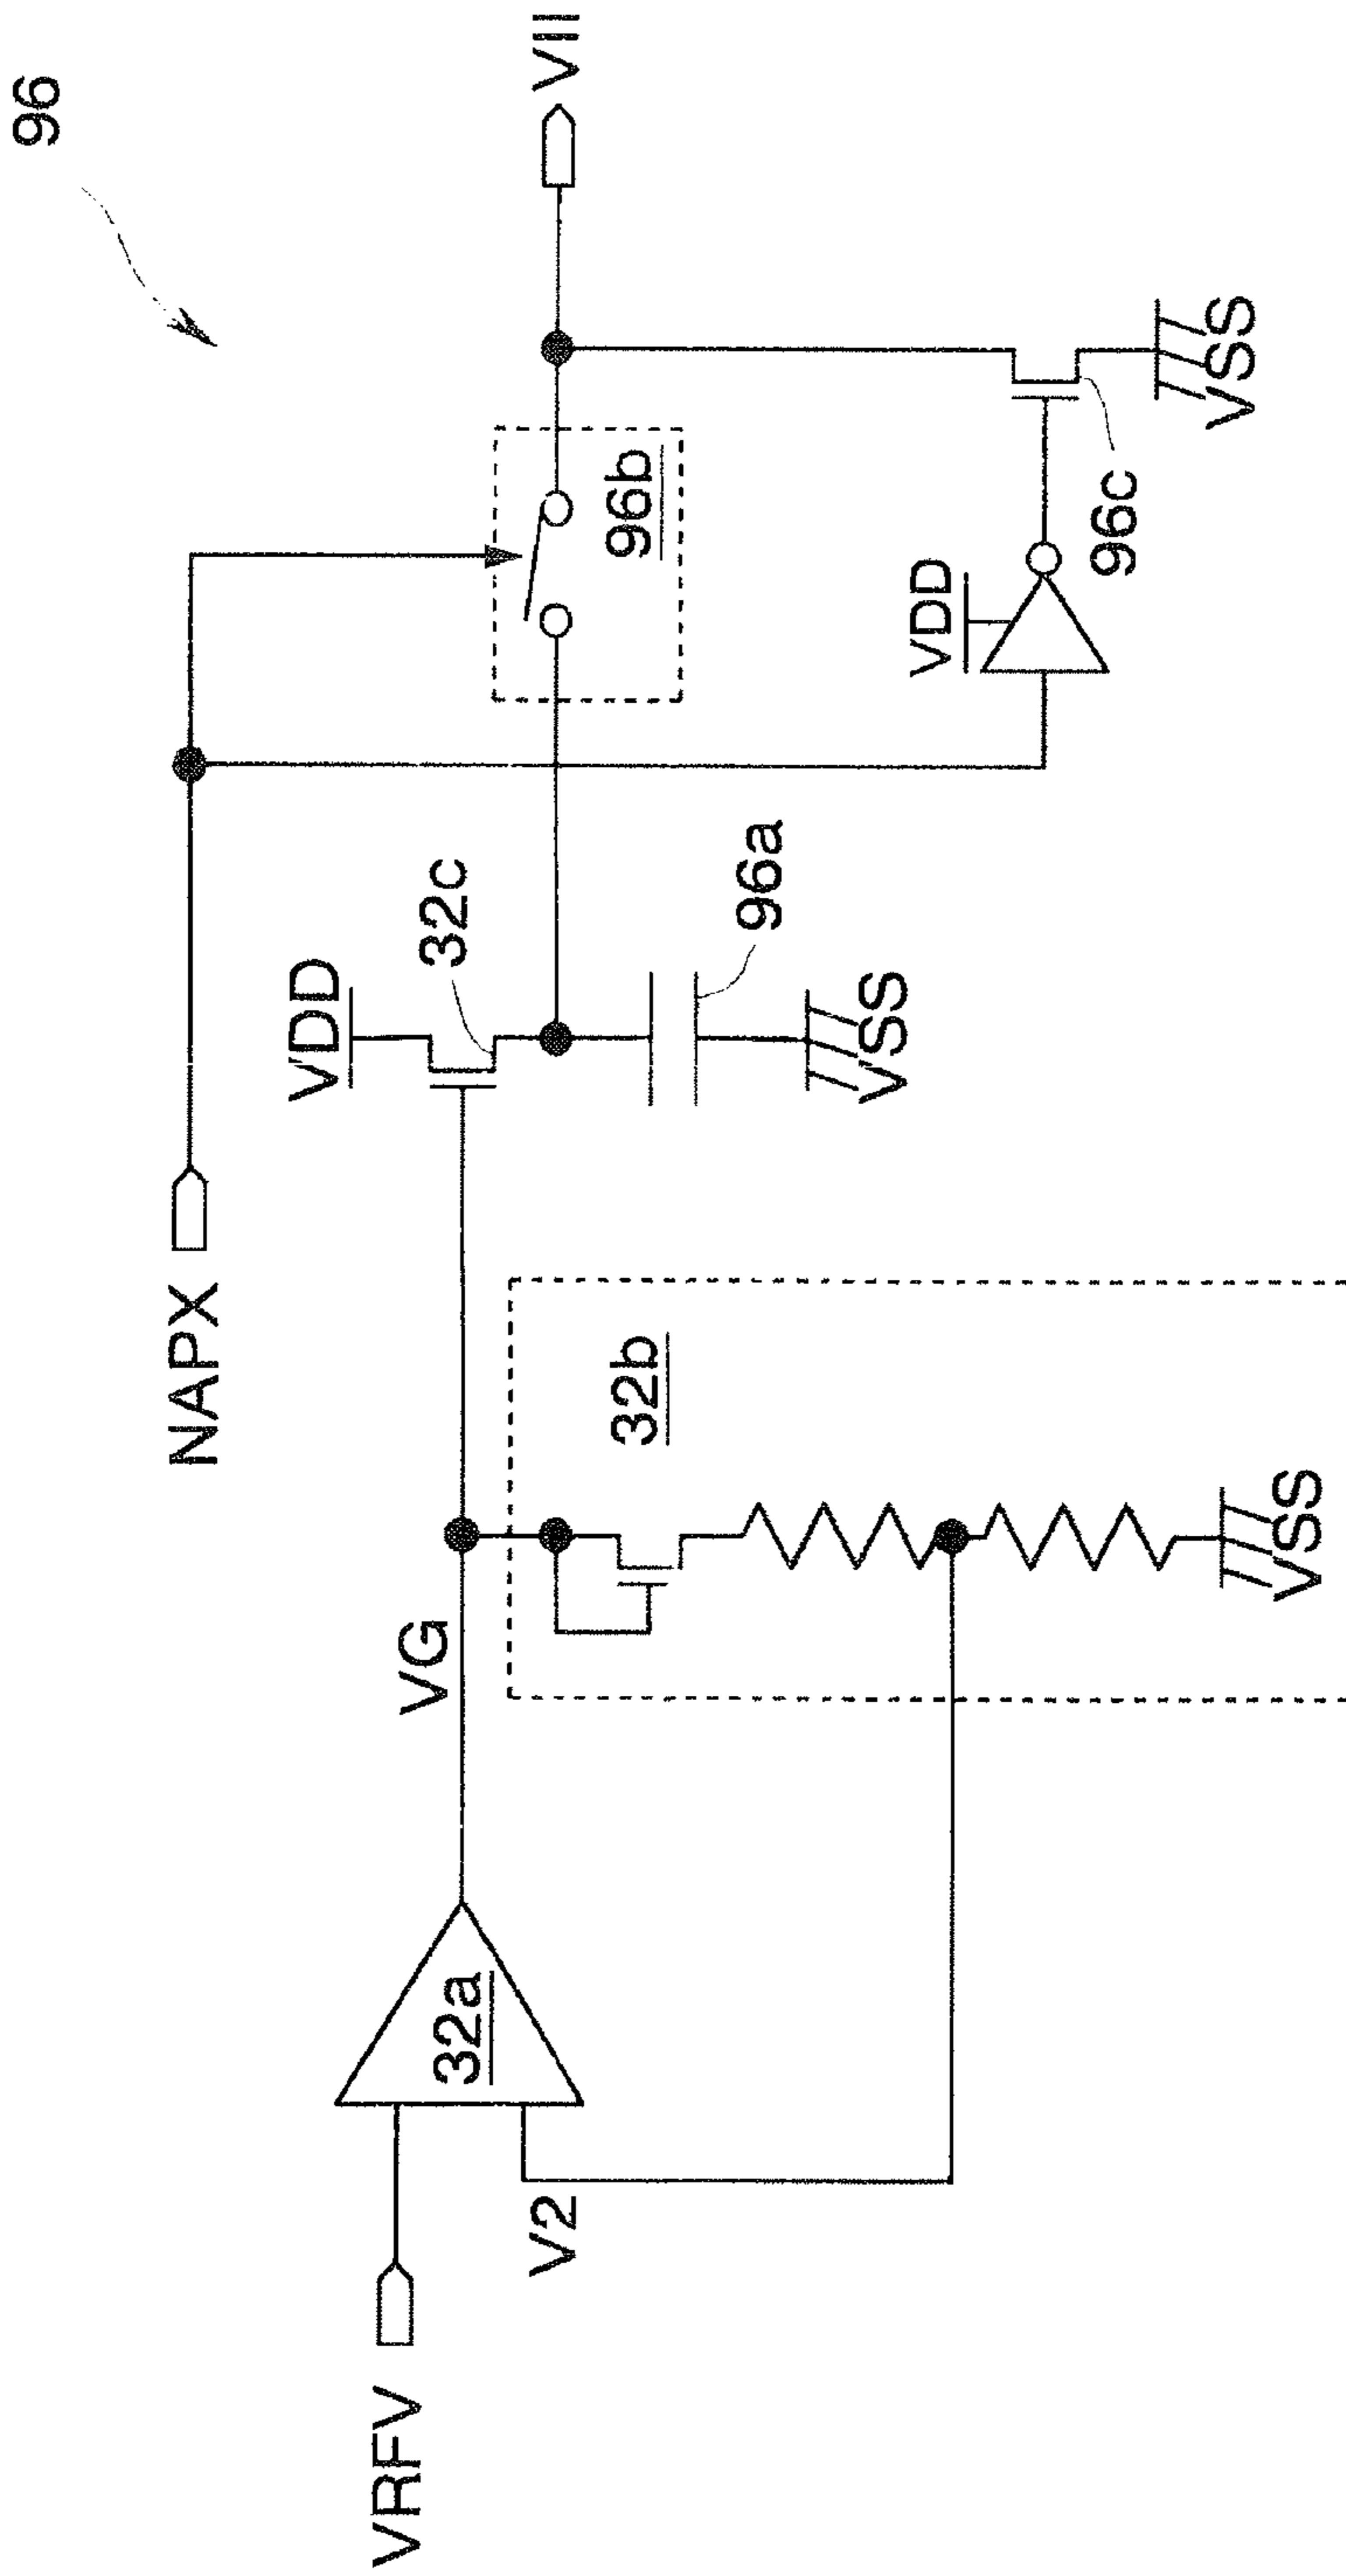 96
NAPX
VII
VDD
32c
96b
VG
VRFV
32a
V2
32b
96a
VSS
VDD
96c
VSS
VSS